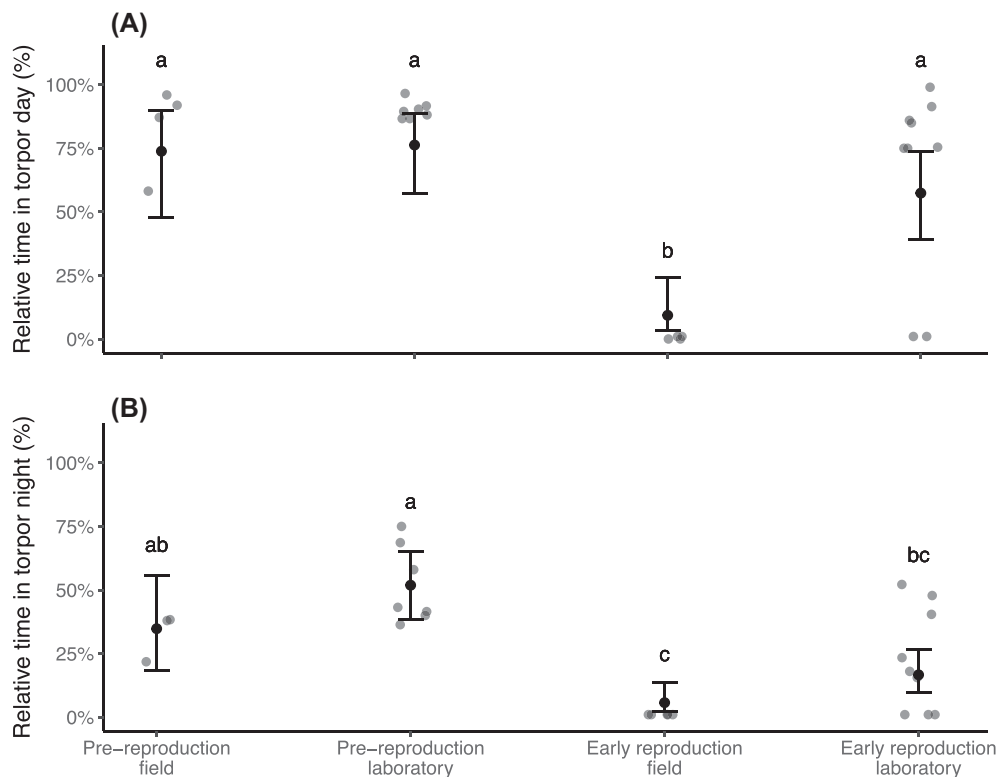 (A)
Relative time in torpor day (%)
100%
75%
50%
25%
0%
a
a
b
a
(B)
Relative time in torpor night (%)
100%
75%
50%
25%
0%
ab
a
c
bc
Pre−reproduction
field
Pre−reproduction
laboratory
Early reproduction
field
Early reproduction
laboratory